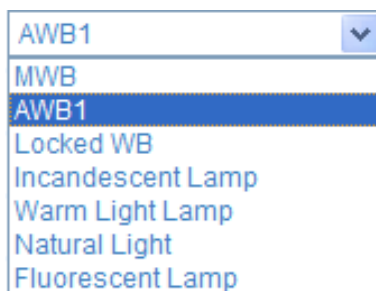 AWB1
MWB
AWB1
Locked WB
Incandescent Lamp
Warm Light Lamp
Natural Light
Fluorescent Lamp